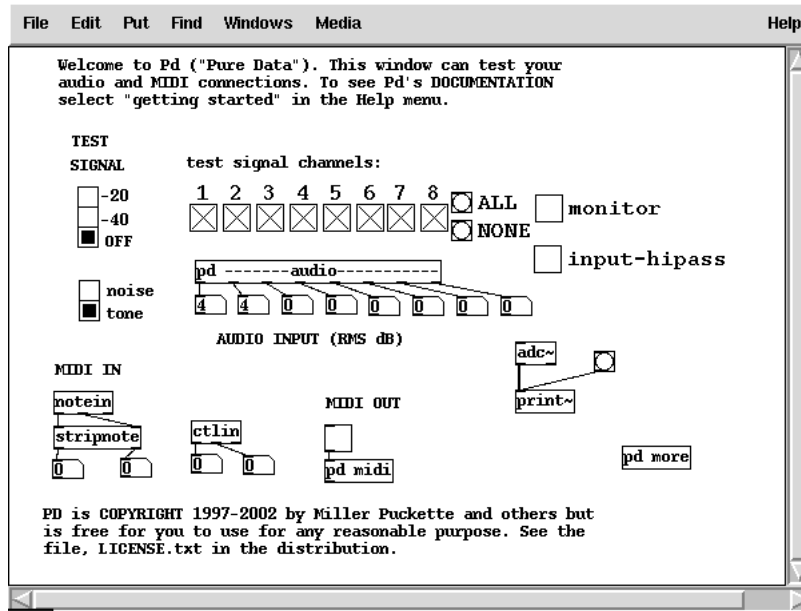 File Edit Put Find Windows Media Help
Welcome to Pd ("Pure Data"). This window can test your
audio and MIDI connections. To see Pd's DOCUMENTATION
select "getting started" in the Help menu.
TEST
SIGNAL
test signal channels:
-20
-40
OFF
1 2 3 4 5 6 7 8
ALL
NONE
monitor
input-hipass
noise
tone
pd -------audio-----------
4 4 0 0 0 0 0 0
AUDIO INPUT (RMS dB)
adc~
print~
MIDI IN
notein
stripnote
0 0
ctlin
0 0
MIDI OUT
pd midi
pd more
PD is COPYRIGHT 1997-2002 by Miller Puckette and others but
is free for you to use for any reasonable purpose. See the
file, LICENSE.txt in the distribution.